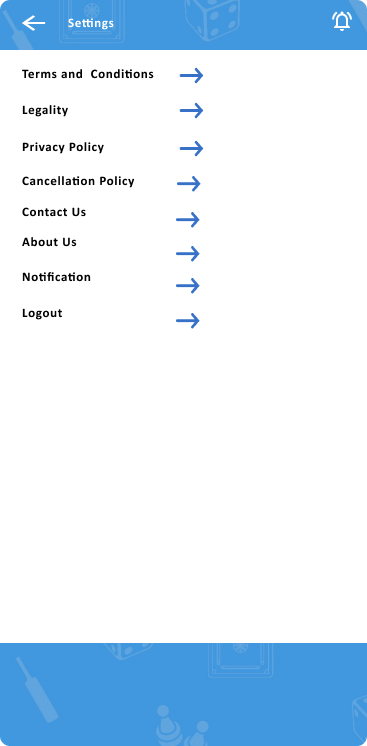 Settings
Terms and  Conditions
Legality
Privacy Policy
Cancellation Policy
Contact Us
About Us
Notification
Logout